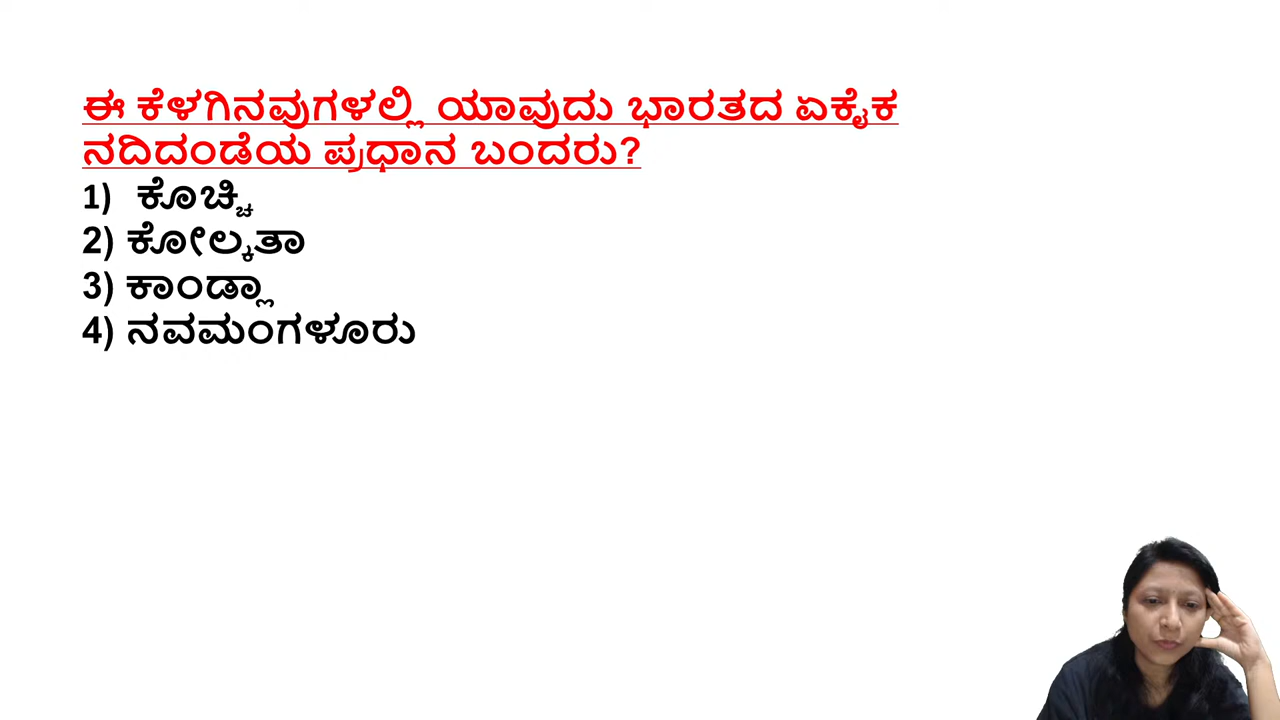 ಈ ಕೆಳಗಿನವುಗಳಲ್ಲಿ ಯಾವುದು ಭಾರತದ ಏಕೈಕ
ನದಿದಂಡೆಯ ಪ್ರಧಾನ ಬಂದರು?
1) ಕೊಚ್ಚಿ
2) ಕೋಲ್ಕತಾ
3) ಕಾಂಡ್ಲಾ
4) ನವಮಂಗಳೂರು